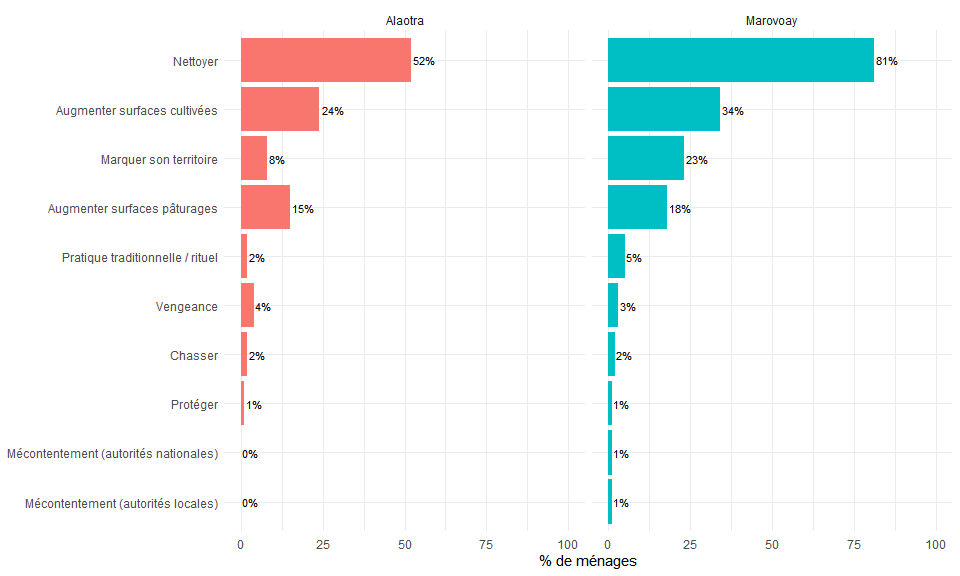 Alaotra
Marovoay
Nettoyer 52% 81%
Augmenter surfaces cultivées 24% 34%
Marquer son territoire 8% 23%
Augmenter surfaces pâturages 15% 18%
Pratique traditionnelle / rituel 2% 5%
Vengeance 4% 3%
Chasser 2% 2%
Protéger 1% 1%
Mécontentement (autorités nationales) 0% 1%
Mécontentement (autorités locales) 0% 1%
0 25 50 75 100 0 25 50 75 100
% de ménages